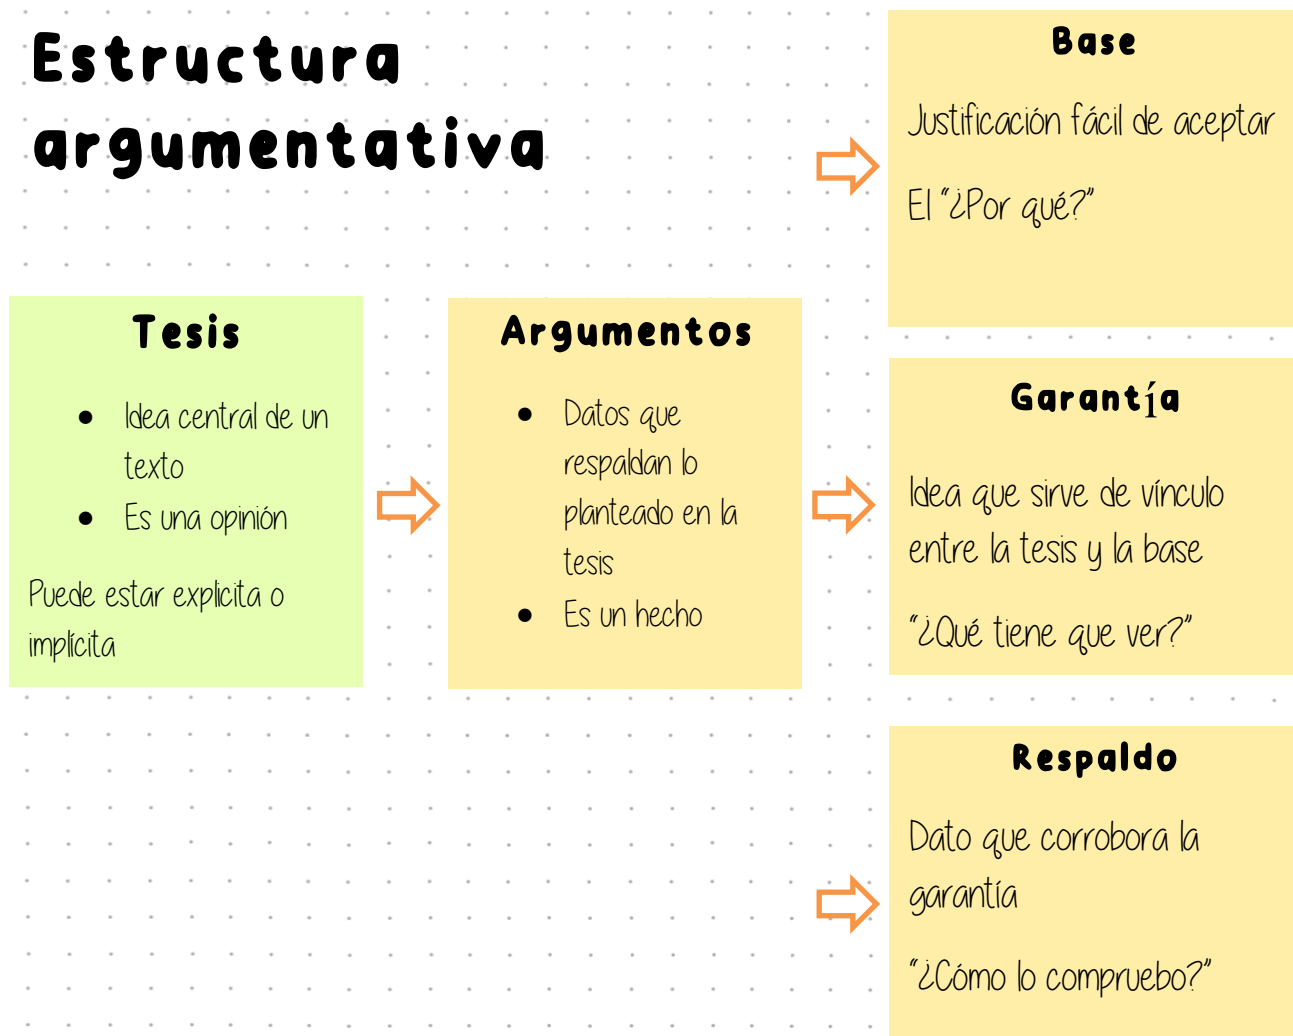 Estructura
argumentativa
Tesis
● Idea central de un
texto
● Es una opinión
Puede estar explicita o
implícita
Argumentos
● Datos que
respaldan lo
planteado en la
tesis
● Es un hecho
Base
Justificación fácil de aceptar
El “¿Por qué?”
Garantía
Idea que sirve de vínculo
entre la tesis y la base
“¿Qué tiene que ver?”
Respaldo
Dato que corrobora la
garantía
“¿Cómo lo compruebo?”